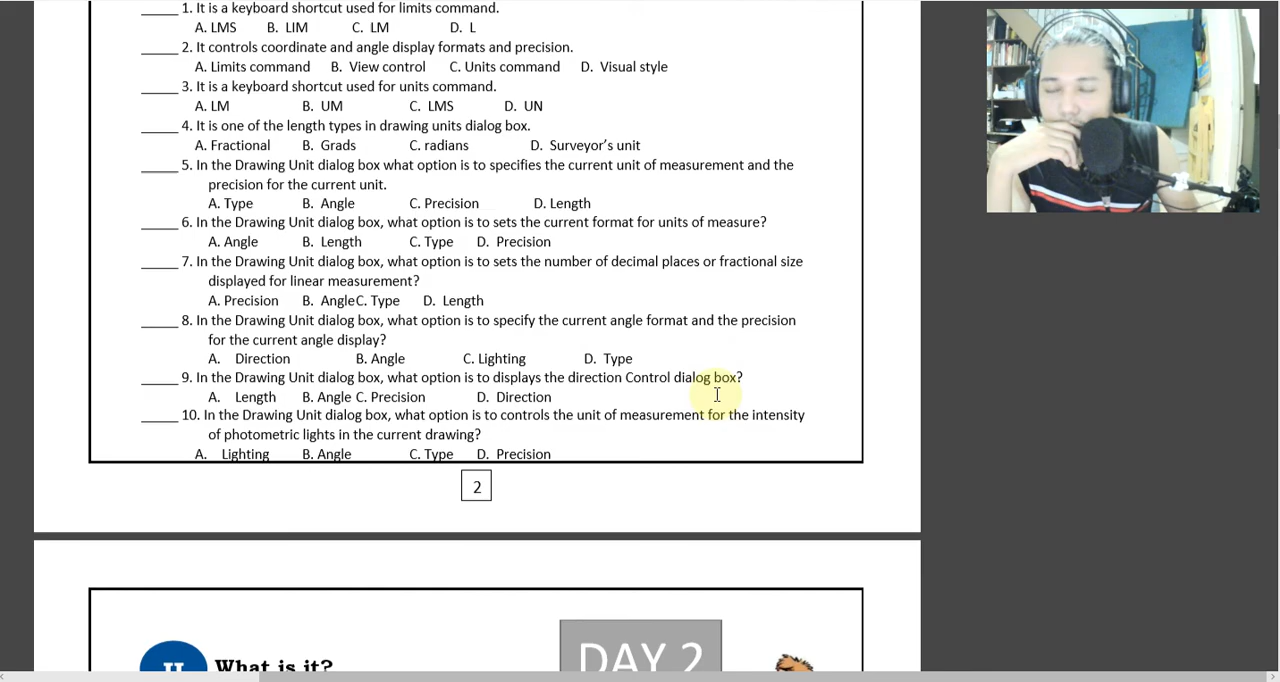 _____ 1. It is a keyboard shortcut used for limits command.
A. LMS B. LIM C. LM D. L
_____ 2. It controls coordinate and angle display formats and precision.
A. Limits command B. View control C. Units command D. Visual style
_____ 3. It is a keyboard shortcut used for units command.
A. LM B. UM C. LMS D. UN
_____ 4. It is one of the length types in drawing units dialog box.
A. Fractional B. Grads C. radians D. Surveyor's unit
_____ 5. In the Drawing Unit dialog box what option is to specifies the current unit of measurement and the
precision for the current unit.
A. Type B. Angle C. Precision D. Length
_____ 6. In the Drawing Unit dialog box, what option is to sets the current format for units of measure?
A. Angle B. Length C. Type D. Precision
_____ 7. In the Drawing Unit dialog box, what option is to sets the number of decimal places or fractional size
displayed for linear measurement?
A. Precision B. AngleC. Type D. Length
_____ 8. In the Drawing Unit dialog box, what option is to specify the current angle format and the precision
for the current angle display?
A. Direction B. Angle C. Lighting D. Type
_____ 9. In the Drawing Unit dialog box, what option is to displays the direction Control dialog box?
A. Length B. Angle C. Precision D. Direction
_____ 10. In the Drawing Unit dialog box, what option is to controls the unit of measurement for the intensity
of photometric lights in the current drawing?
A. Lighting B. Angle C. Type D. Precision
2
DAY 2
II What is it?